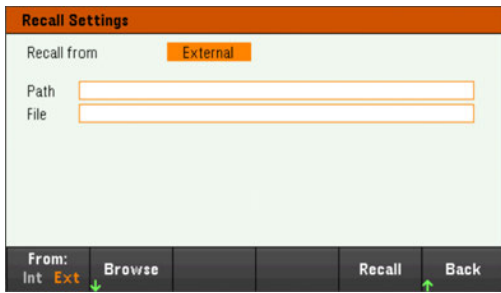 Recall Settings
Recall from External
Path
File
From:
Int Ext
Browse
Recall
Back